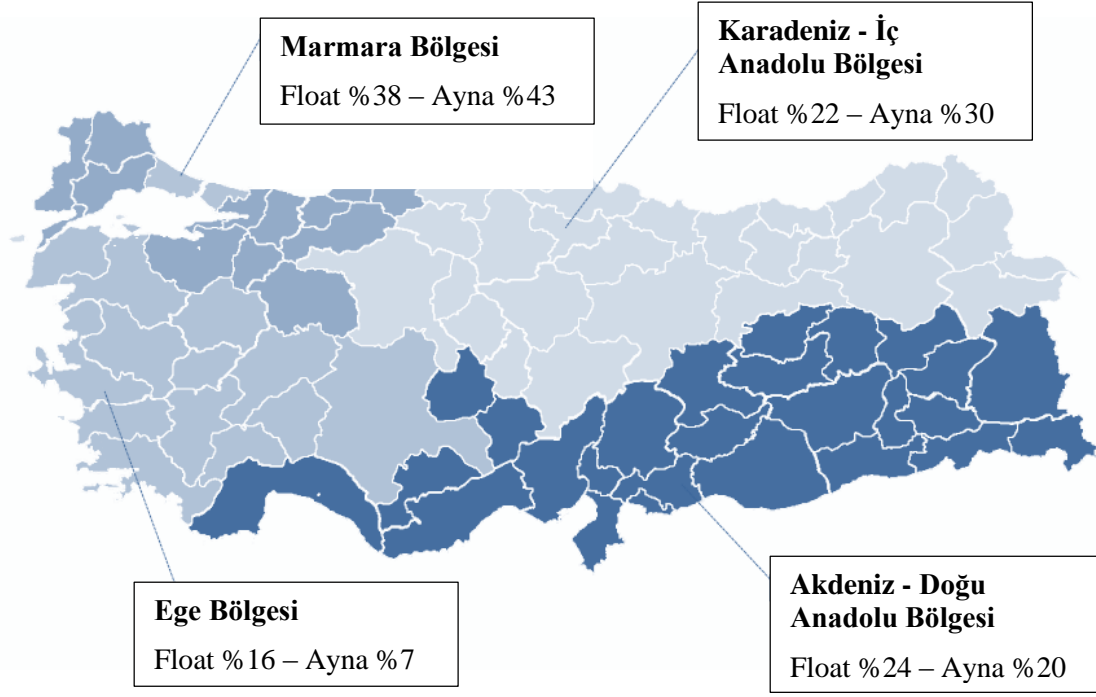 Marmara Bölgesi
Float %38 – Ayna %43
Karadeniz - İç
Anadolu Bölgesi
Float %22 – Ayna %30
Ege Bölgesi
Float %16 – Ayna %7
Akdeniz - Doğu
Anadolu Bölgesi
Float %24 – Ayna %20